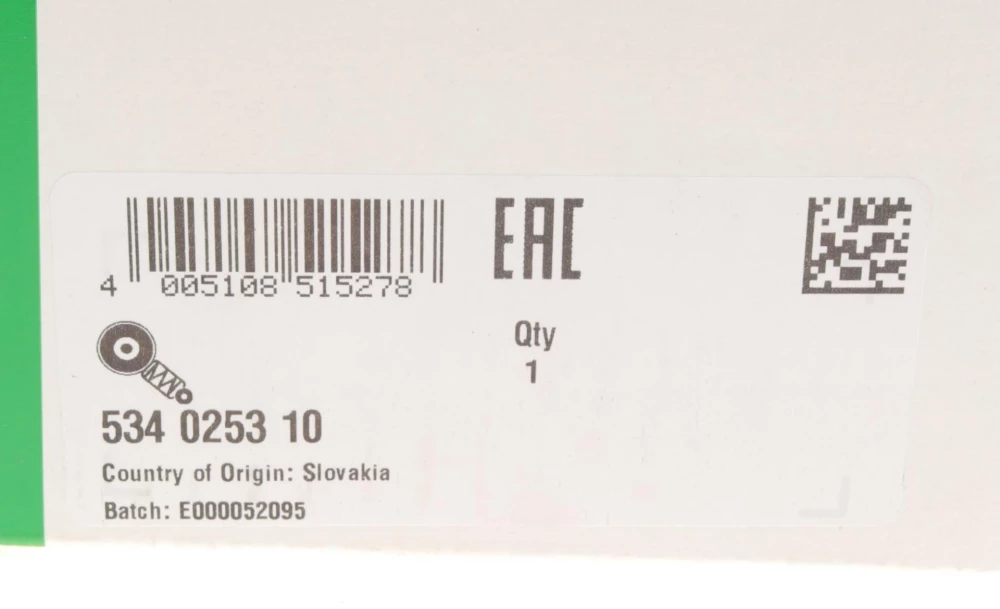 EAC
4 005108 515278
Qty
1
534 0253 10
Country of Origin: Slovakia
Batch: E000052095